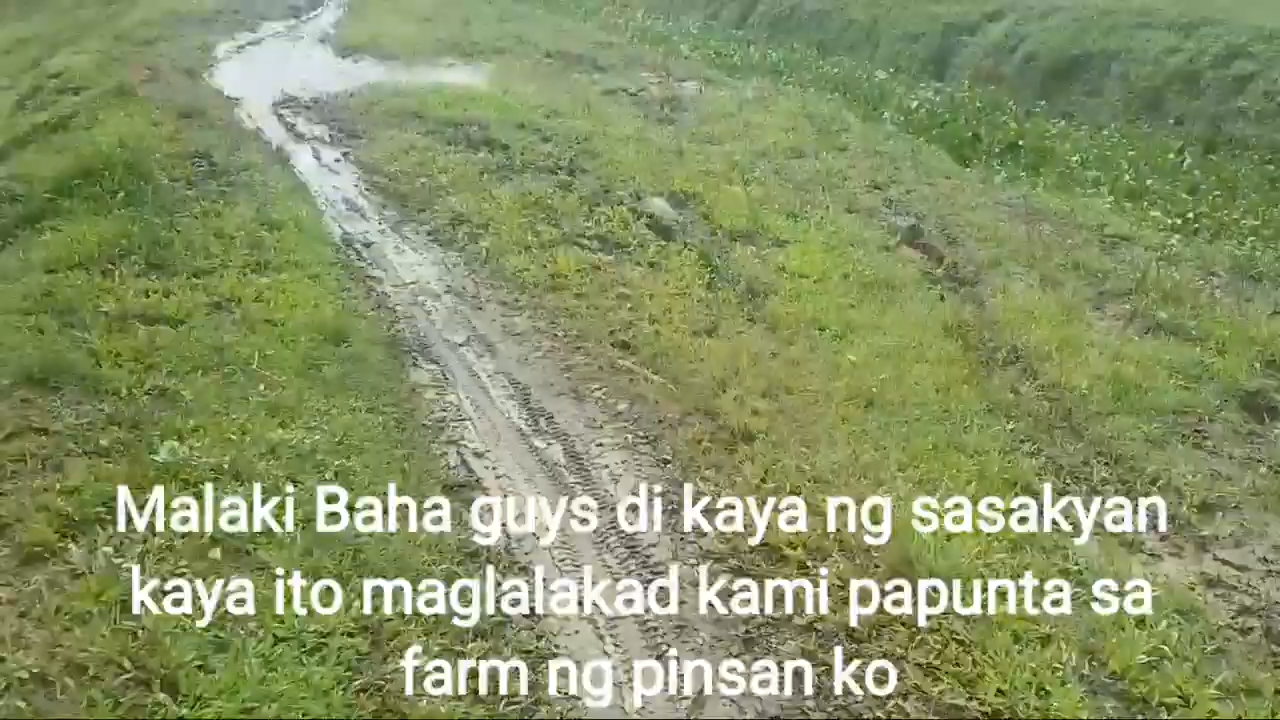 Malaki Baha guys di kaya ng sasakyan
kaya ito maglalakad kami papunta sa
farm ng pinsan ko